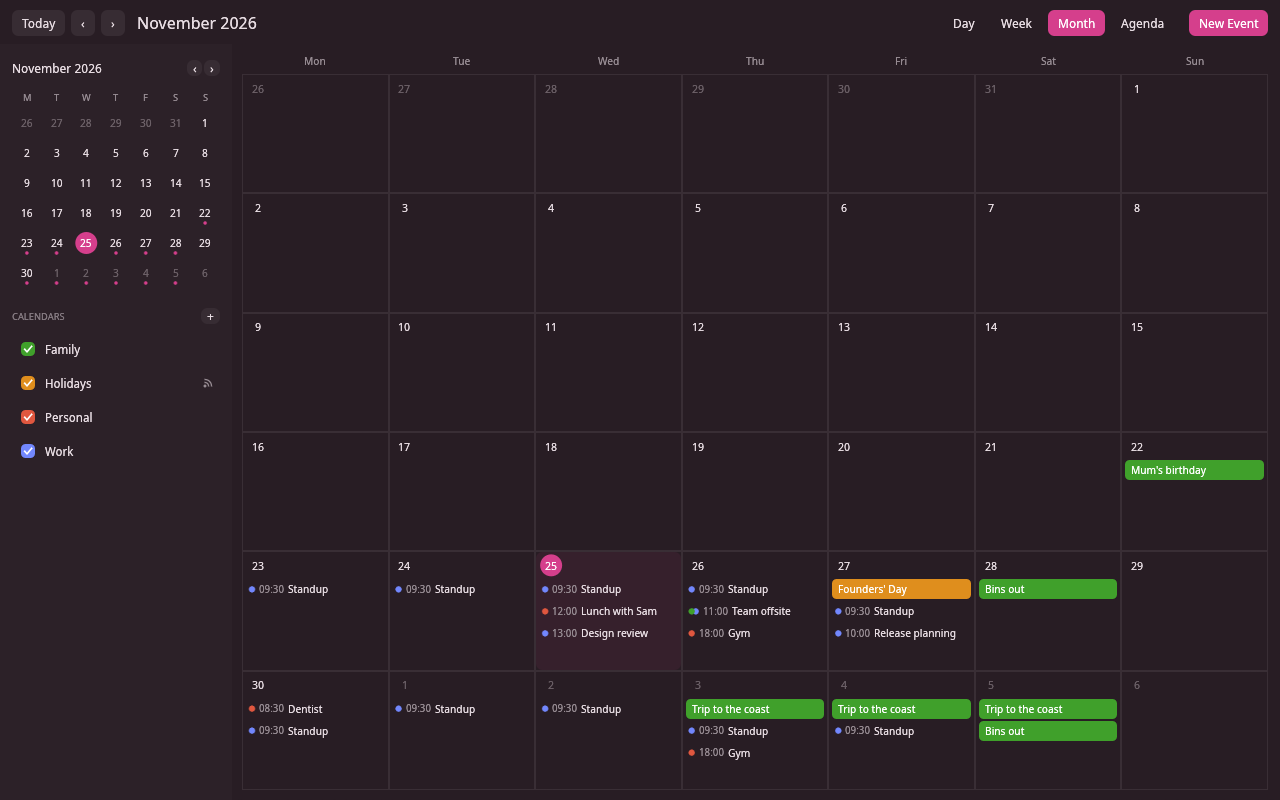 Today ‹ › November 2026 Day Week Month Agenda New Event
November 2026 ‹ ›
M T W T F S S
26 27 28 29 30 31 1
2 3 4 5 6 7 8
9 10 11 12 13 14 15
16 17 18 19 20 21 22
23 24 25 26 27 28 29
30 1 2 3 4 5 6
CALENDARS +
Family
Holidays
Personal
Work
Mon Tue Wed Thu Fri Sat Sun
26 27 28 29 30 31 1
2 3 4 5 6 7 8
9 10 11 12 13 14 15
16 17 18 19 20 21 22
Mum's birthday
23 24 25 26 27 28 29
09:30 Standup 09:30 Standup 09:30 Standup 09:30 Standup Founders' Day Bins out
12:00 Lunch with Sam 11:00 Team offsite 09:30 Standup
13:00 Design review 18:00 Gym 10:00 Release planning
30 1 2 3 4 5 6
08:30 Dentist 09:30 Standup 09:30 Standup Trip to the coast Trip to the coast Trip to the coast
09:30 Standup 09:30 Standup 09:30 Standup Bins out
18:00 Gym